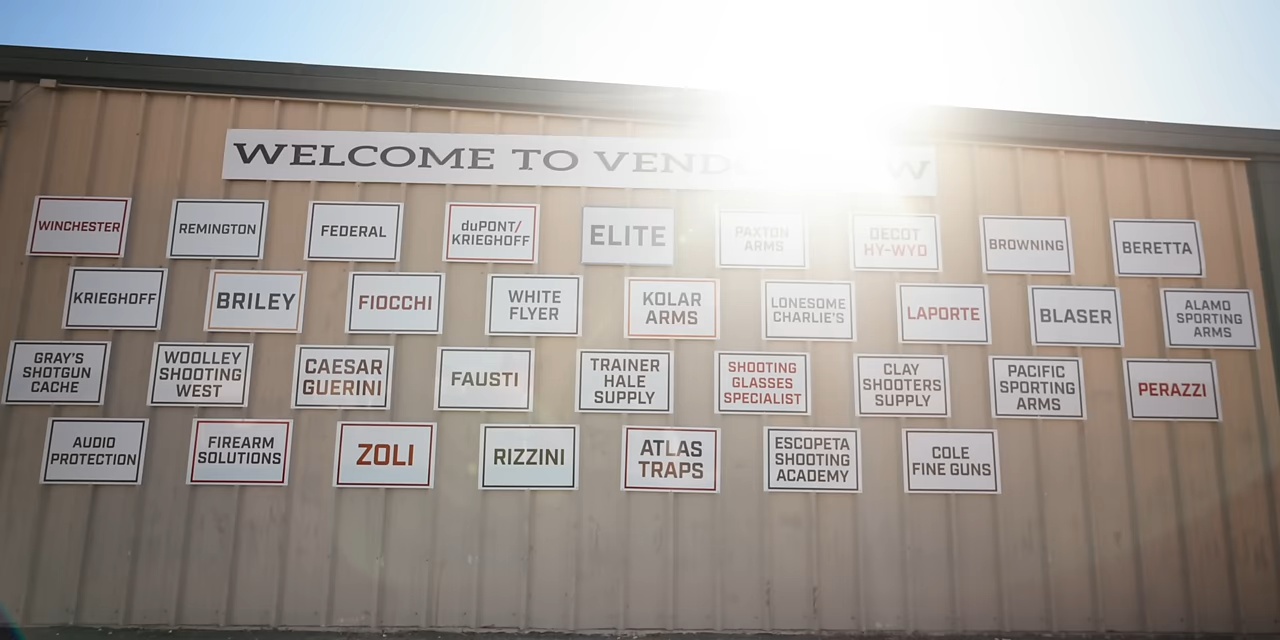 WELCOME TO VEND
WINCHESTER
REMINGTON
FEDERAL
duPONT/
KRIEGHOFF
ELITE
PAXTON
ARMS
DECOT
HY-WYD
BROWNING
BERETTA
KRIEGHOFF
BRILEY
FIOCCHI
WHITE
FLYER
KOLAR
ARMS
LONESOME
CHARLIE'S
LAPORTE
BLASER
ALAMO
SPORTING
ARMS
GRAY'S
SHOTGUN
CACHE
WOOLLEY
SHOOTING
WEST
CAESAR
GUERINI
FAUSTI
TRAINER
HALE
SUPPLY
SHOOTING
GLASSES
SPECIALIST
CLAY
SHOOTERS
SUPPLY
PACIFIC
SPORTING
ARMS
PERAZZI
AUDIO
PROTECTION
FIREARM
SOLUTIONS
ZOLI
RIZZINI
ATLAS
TRAPS
ESCOPETA
SHOOTING
ACADEMY
COLE
FINE GUNS